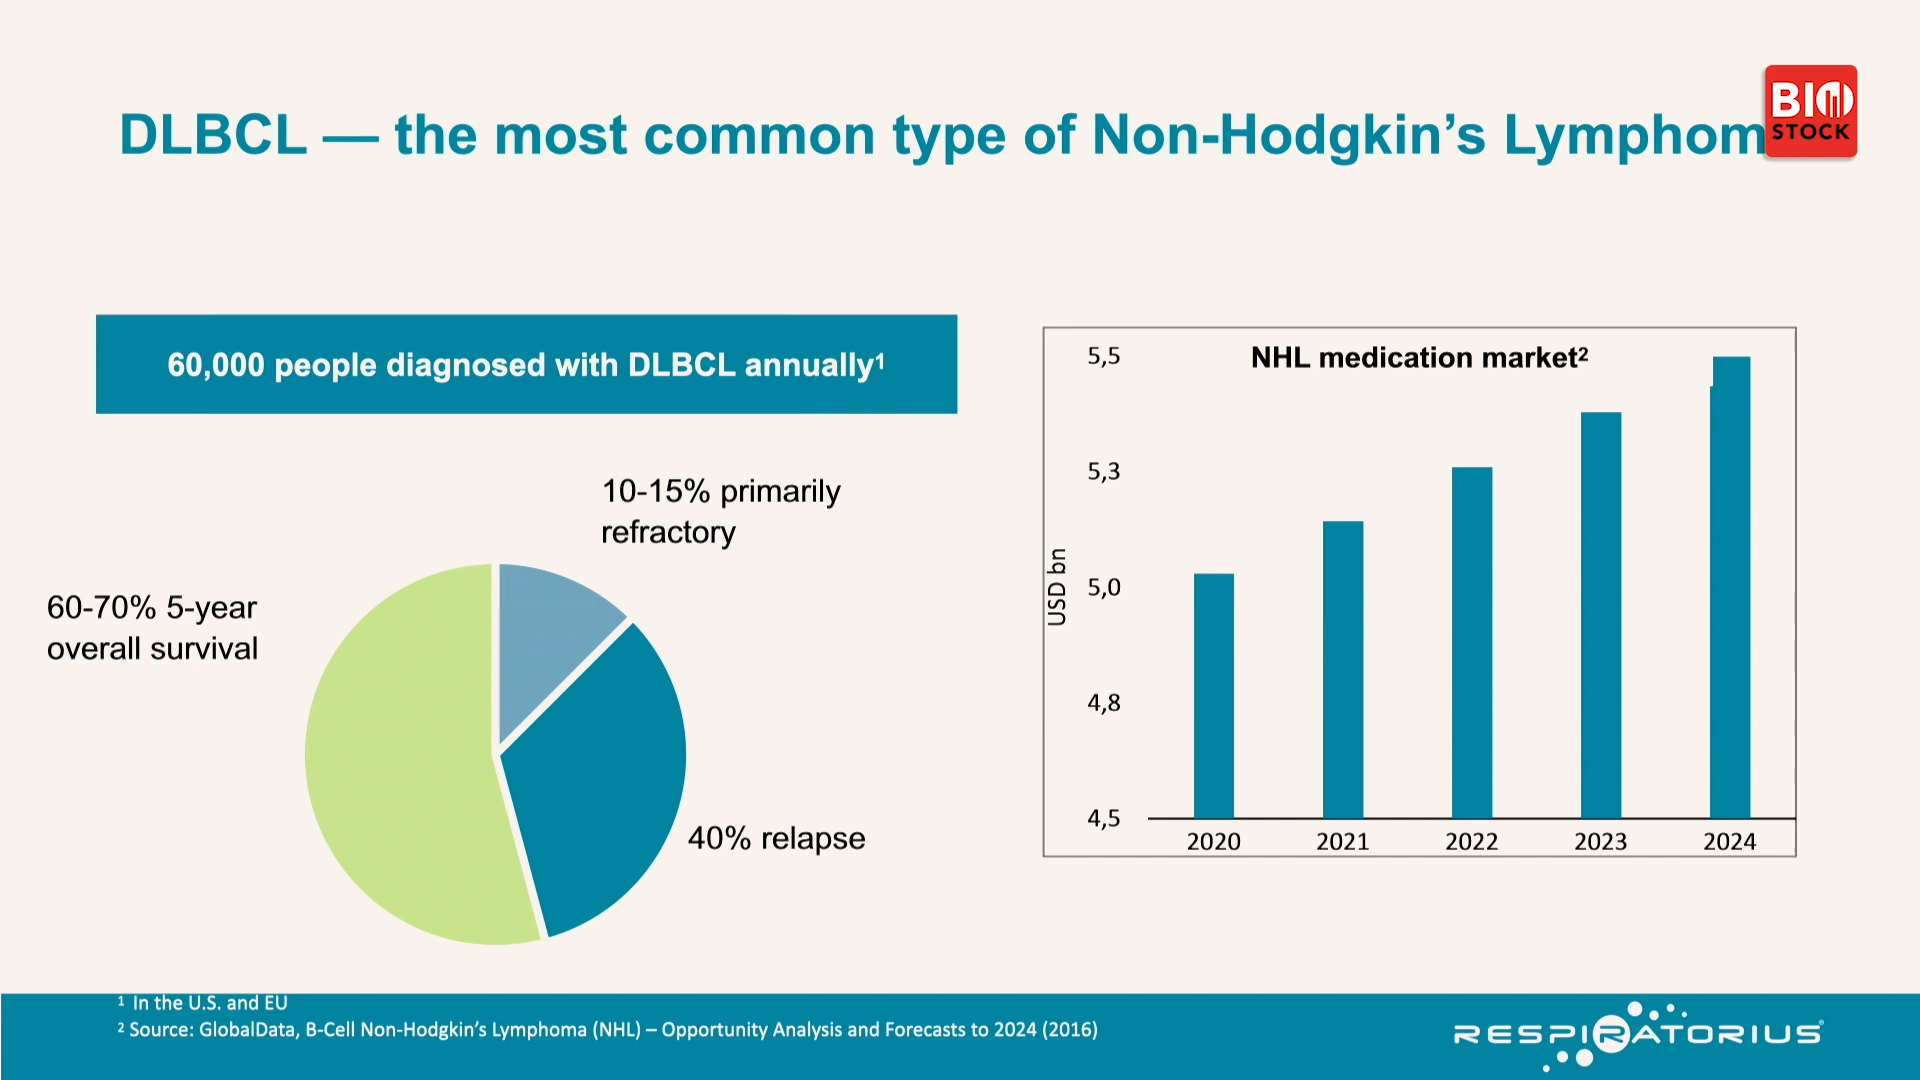 DLBCL — the most common type of Non-Hodgkin’s Lymphom
BIO
STOCK
60,000 people diagnosed with DLBCL annually¹
10-15% primarily
refractory
60-70% 5-year
overall survival
40% relapse
NHL medication market²
5,5
5,3
5,0
4,8
4,5
USD bn
2020 2021 2022 2023 2024
¹ In the U.S. and EU
² Source: GlobalData, B-Cell Non-Hodgkin’s Lymphoma (NHL) – Opportunity Analysis and Forecasts to 2024 (2016)
RESPIRATORIUS